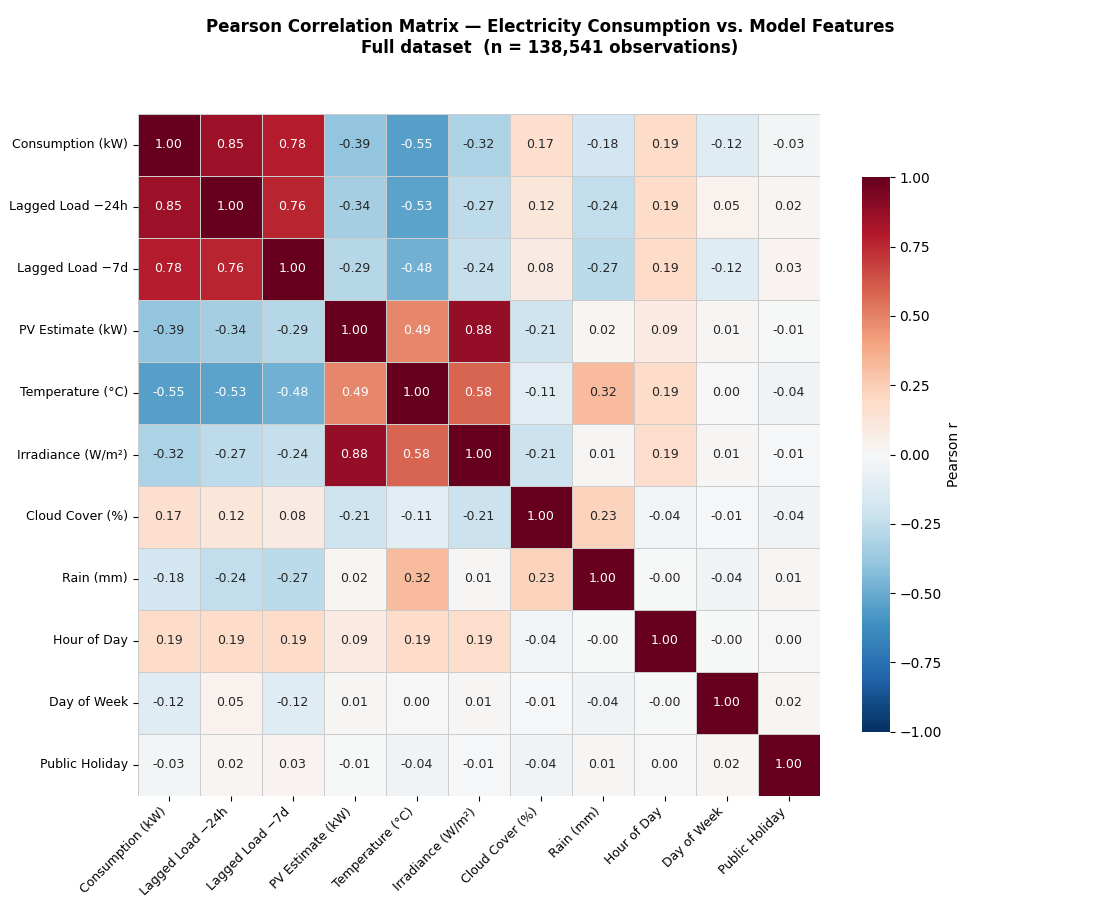 Pearson Correlation Matrix — Electricity Consumption vs. Model Features
Full dataset  (n = 138,541 observations)
Consumption (kW) 1.00 0.85 0.78 -0.39 -0.55 -0.32 0.17 -0.18 0.19 -0.12 -0.03
Lagged Load −24h 0.85 1.00 0.76 -0.34 -0.53 -0.27 0.12 -0.24 0.19 0.05 0.02
Lagged Load −7d 0.78 0.76 1.00 -0.29 -0.48 -0.24 0.08 -0.27 0.19 -0.12 0.03
PV Estimate (kW) -0.39 -0.34 -0.29 1.00 0.49 0.88 -0.21 0.02 0.09 0.01 -0.01
Temperature (°C) -0.55 -0.53 -0.48 0.49 1.00 0.58 -0.11 0.32 0.19 0.00 -0.04
Irradiance (W/m²) -0.32 -0.27 -0.24 0.88 0.58 1.00 -0.21 0.01 0.19 0.01 -0.01
Cloud Cover (%) 0.17 0.12 0.08 -0.21 -0.11 -0.21 1.00 0.23 -0.04 -0.01 -0.04
Rain (mm) -0.18 -0.24 -0.27 0.02 0.32 0.01 0.23 1.00 -0.00 -0.04 0.01
Hour of Day 0.19 0.19 0.19 0.09 0.19 0.19 -0.04 -0.00 1.00 -0.00 0.00
Day of Week -0.12 0.05 -0.12 0.01 0.00 0.01 -0.01 -0.04 -0.00 1.00 0.02
Public Holiday -0.03 0.02 0.03 -0.01 -0.04 -0.01 -0.04 0.01 0.00 0.02 1.00
Consumption (kW)
Lagged Load −24h
Lagged Load −7d
PV Estimate (kW)
Temperature (°C)
Irradiance (W/m²)
Cloud Cover (%)
Rain (mm)
Hour of Day
Day of Week
Public Holiday
1.00
0.75
0.50
0.25
0.00
−0.25
−0.50
−0.75
−1.00
Pearson r